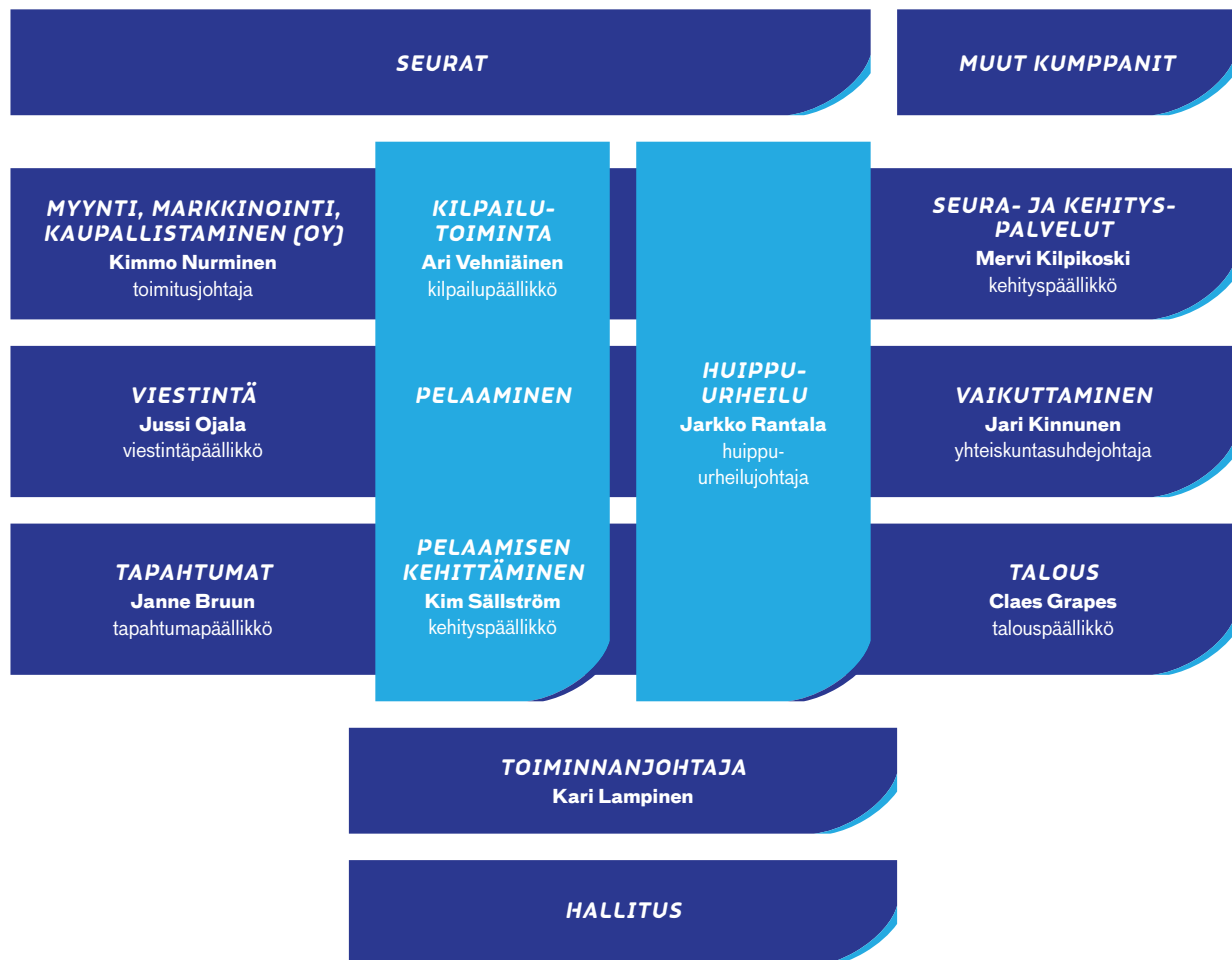 SEURAT
MUUT KUMPPANIT
MYYNTI, MARKKINOINTI,
KAUPALLISTAMINEN (OY)
Kimmo Nurminen
toimitusjohtaja
KILPAILU-
TOIMINTA
Ari Vehniäinen
kilpailupäällikkö
SEURA- JA KEHITYS-
PALVELUT
Mervi Kilpikoski
kehityspäällikkö
VIESTINTÄ
Jussi Ojala
viestintäpäällikkö
PELAAMINEN
HUIPPU-
URHEILU
Jarkko Rantala
huippu-
urheilujohtaja
VAIKUTTAMINEN
Jari Kinnunen
yhteiskuntasuhdejohtaja
TAPAHTUMAT
Janne Bruun
tapahtumapäällikkö
PELAAMISEN
KEHITTÄMINEN
Kim Sällström
kehityspäällikkö
TALOUS
Claes Grapes
talouspäällikkö
TOIMINNANJOHTAJA
Kari Lampinen
HALLITUS